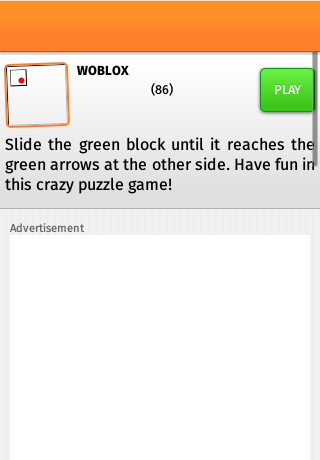 WOBLOX
(86)
PLAY
Slide the green block until it reaches the
green arrows at the other side. Have fun in
this crazy puzzle game!
Advertisement